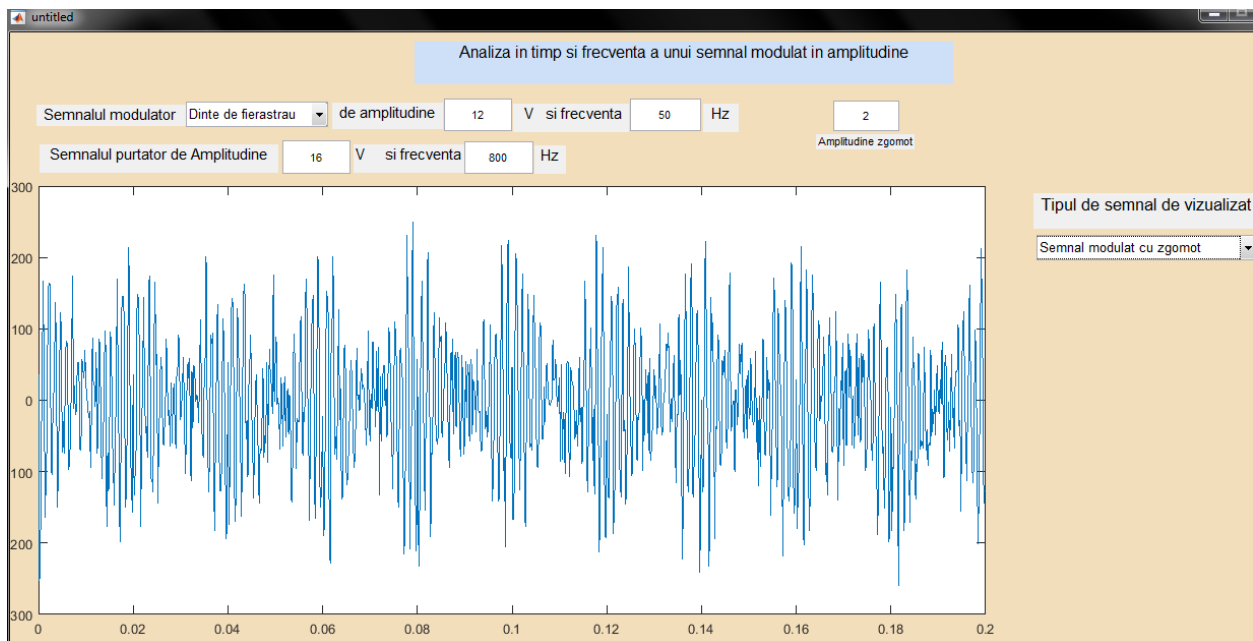 untitled
Analiza in timp si frecventa a unui semnal modulat in amplitudine
Semnalul modulator Dinte de fierastrau de amplitudine 12 V si frecventa 50 Hz 2
Amplitudine zgomot
Semnalul purtator de Amplitudine 16 V si frecventa 800 Hz
Tipul de semnal de vizualizat
Semnal modulat cu zgomot
300
200
100
0
100
200
300
0 0.02 0.04 0.06 0.08 0.1 0.12 0.14 0.16 0.18 0.2